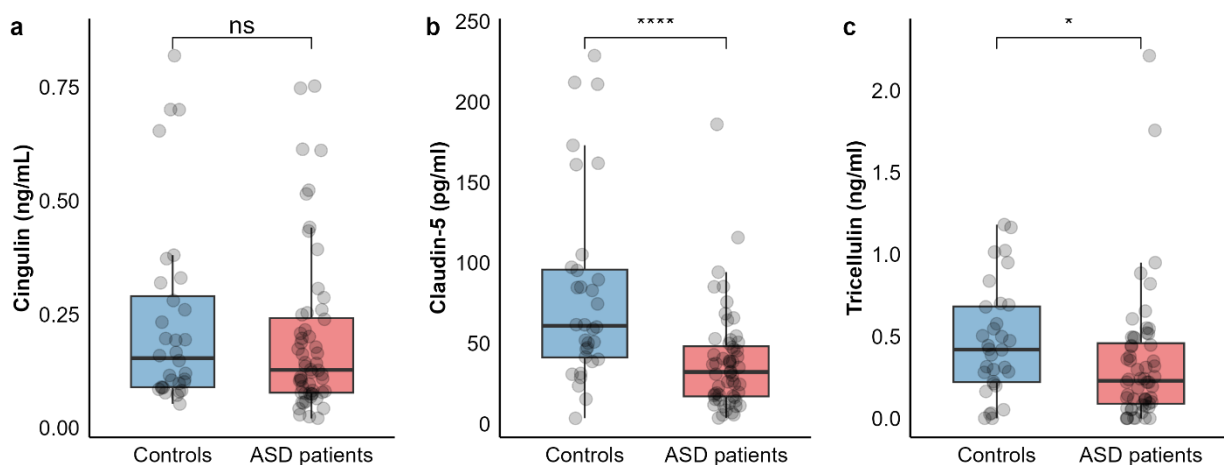 a
ns
Cingulin (ng/mL)
0.75
0.50
0.25
0.00
Controls
ASD patients
b
****
Claudin-5 (pg/ml)
250
200
150
100
50
0
Controls
ASD patients
c
*
Tricellulin (ng/ml)
2.0
1.5
1.0
0.5
0.0
Controls
ASD patients